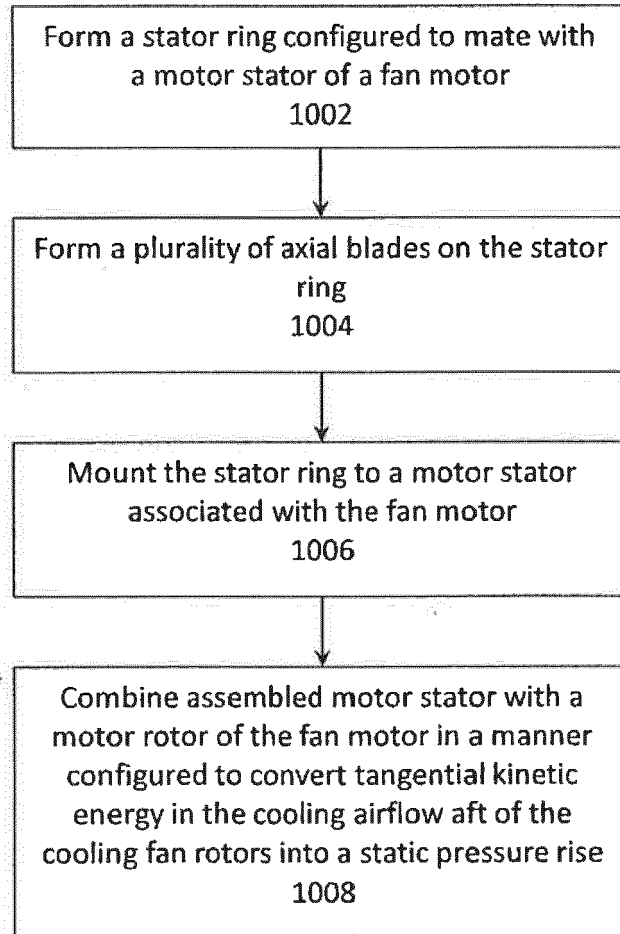 Form a stator ring configured to mate with
a motor stator of a fan motor
1002
Form a plurality of axial blades on the stator
ring
1004
Mount the stator ring to a motor stator
associated with the fan motor
1006
Combine assembled motor stator with a
motor rotor of the fan motor in a manner
configured to convert tangential kinetic
energy in the cooling airflow aft of the
cooling fan rotors into a static pressure rise
1008